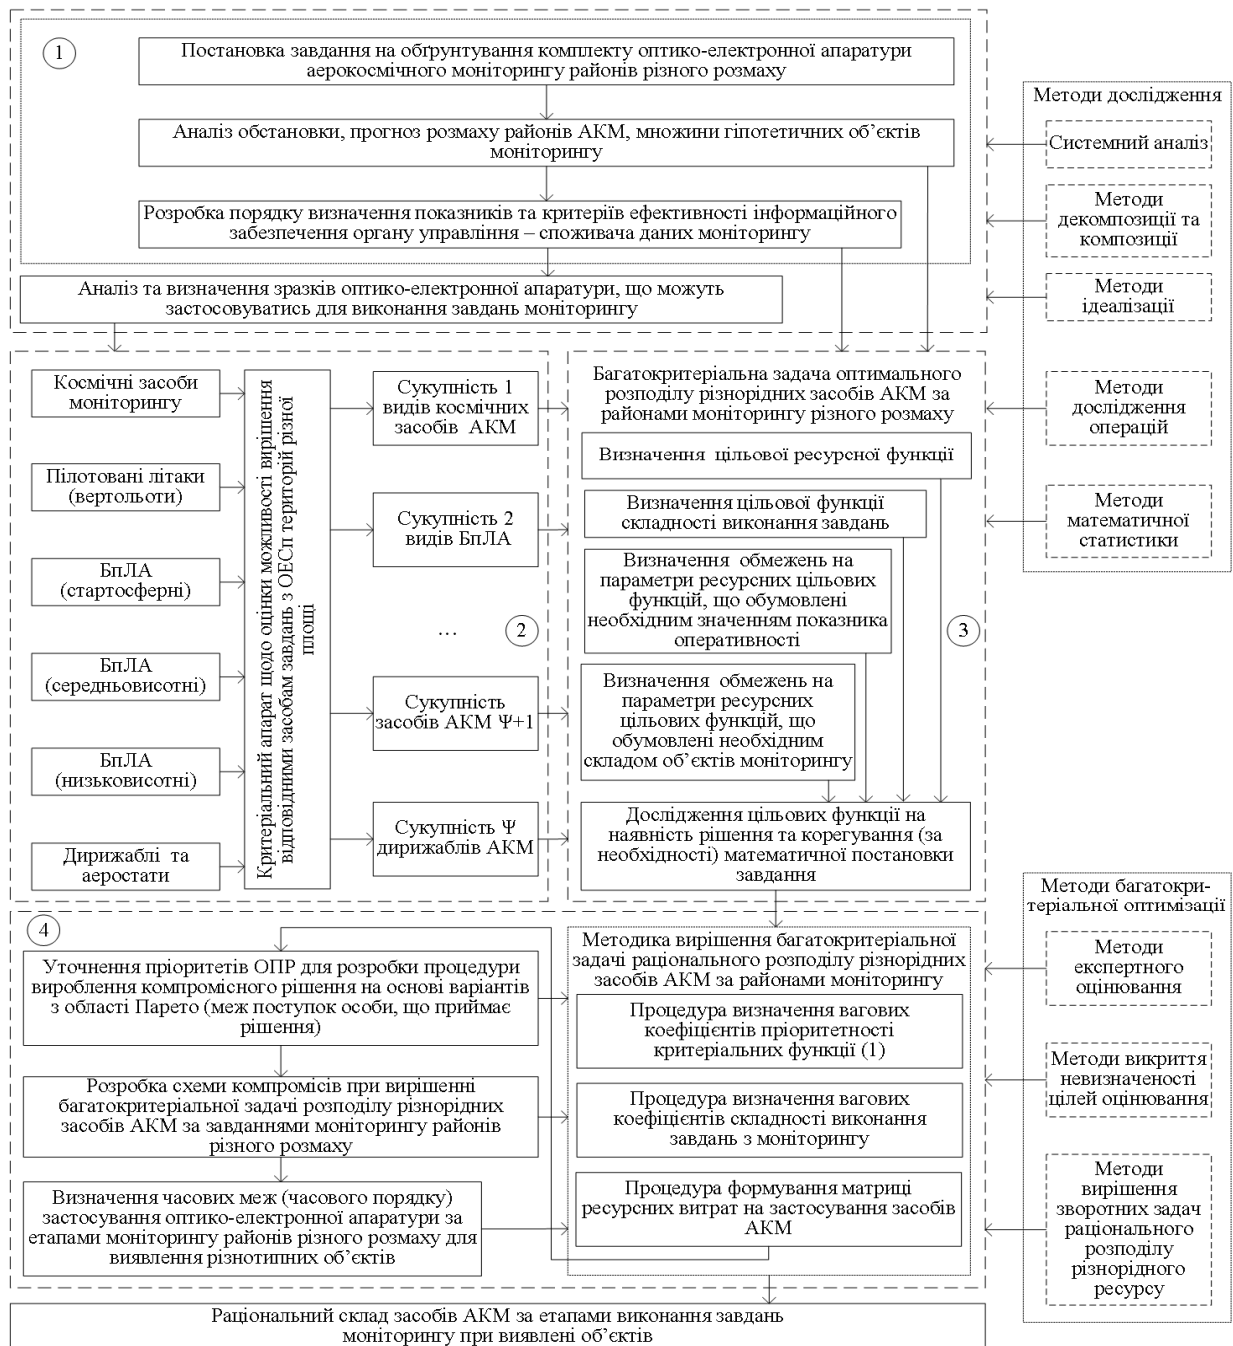 1
Постановка завдання на обґрунтування комплекту оптико-електронної апаратури
аерокосмічного моніторингу районів різного розмаху
Аналіз обстановки, прогноз розмаху районів АКМ, множини гіпотетичних об’єктів
моніторингу
Розробка порядку визначення показників та критеріїв ефективності інформаційного
забезпечення органу управління – споживача даних моніторингу
Аналіз та визначення зразків оптико-електронної апаратури, що можуть
застосовуватись для виконання завдань моніторингу
Методи дослідження
Системний аналіз
Методи
декомпозиції та
композиції
Методи
ідеалізації
Методи
дослідження
операцій
Методи
математичної
статистики
Космічні засоби
моніторингу
Пілотовані літаки
(вертольоти)
БпЛА
(стартосферні)
БпЛА
(середньовисотні)
БпЛА
(низьковисотні)
Дирижаблі та
аеростати
Критеріальний апарат щодо оцінки можливості вирішення
відповідними засобам завдань з ОЕСп територій різної
площі
Сукупність 1
видів космічних
засобів АКМ
Сукупність 2
видів БпЛА
...
2
Сукупність
засобів АКМ Ψ+1
Сукупність Ψ
дирижаблів АКМ
Багатокритеріальна задача оптимального
розподілу різнорідних засобів АКМ за
районами моніторингу різного розмаху
Визначення цільової ресурсної функції
Визначення цільової функції
складності виконання завдань
Визначення обмежень на
параметри ресурсних цільових
функцій, що обумовлені
необхідним значенням показника
оперативності
3
Визначення обмежень на
параметри ресурсних
цільових функцій, що
обумовлені необхідним
складом об’єктів моніторингу
Дослідження цільових функції на
наявність рішення та корегування (за
необхідності) математичної постановки
завдання
4
Уточнення пріоритетів ОПР для розробки процедури
вироблення компромісного рішення на основі варіантів
з області Парето (меж поступок особи, що приймає
рішення)
Розробка схеми компромісів при вирішенні
багатокритеріальної задачі розподілу різнорідних
засобів АКМ за завданнями моніторингу районів
різного розмаху
Визначення часових меж (часового порядку)
застосування оптико-електронної апаратури за
етапами моніторингу районів різного розмаху для
виявлення різнотипних об’єктів
Методика вирішення багатокритеріальної
задачі раціонального розподілу різнорідних
засобів АКМ за районами моніторингу
Процедура визначення вагових
коефіцієнтів пріоритетності
критеріальних функції (1)
Процедура визначення вагових
коефіцієнтів складності виконання
завдань з моніторингу
Процедура формування матриці
ресурсних витрат на застосування засобів
АКМ
Методи багатокри-
теріальної оптимізації
Методи
експертного
оцінювання
Методи викриття
невизначеності
цілей оцінювання
Методи
вирішення
зворотних задач
раціонального
розподілу
різнорідного
ресурсу
Раціональний склад засобів АКМ за етапами виконання завдань
моніторингу при виявлені об’єктів